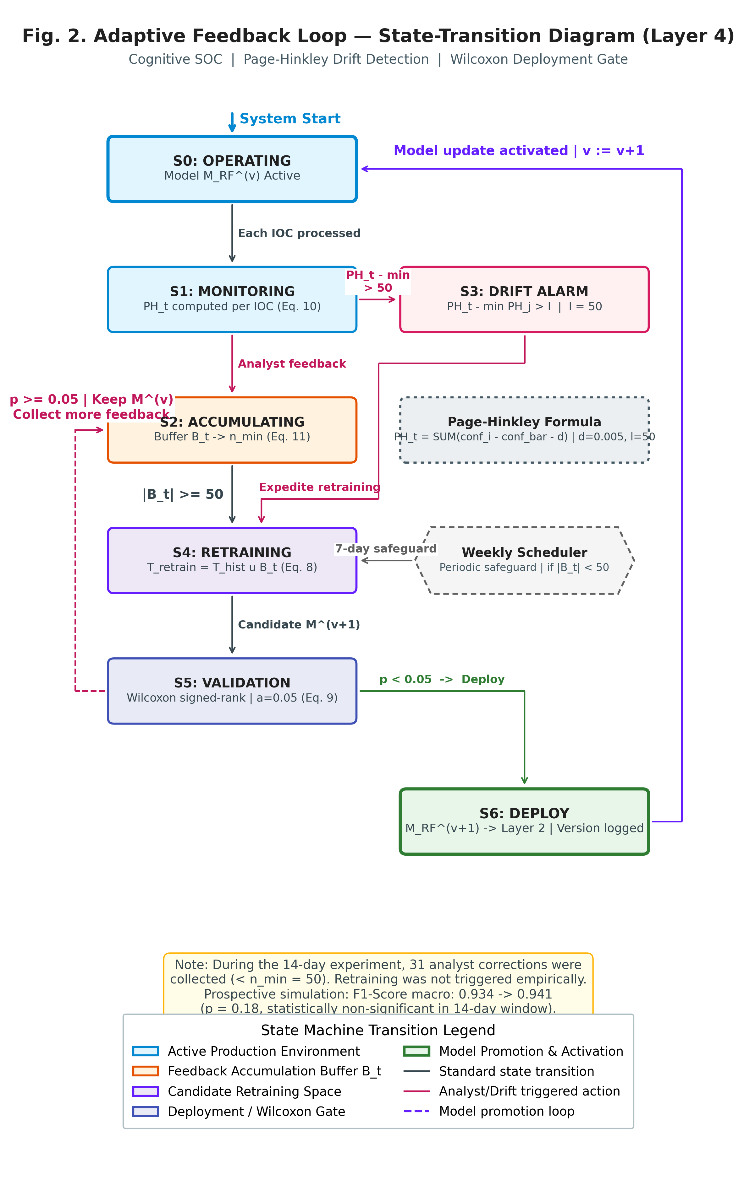 Fig. 2. Adaptive Feedback Loop — State-Transition Diagram (Layer 4)
Cognitive SOC | Page-Hinkley Drift Detection | Wilcoxon Deployment Gate
System Start
S0: OPERATING
Model M_RF^(v) Active
Model update activated | v := v+1
Each IOC processed
S1: MONITORING
PH_t computed per IOC (Eq. 10)
PH_t - min
> 50
S3: DRIFT ALARM
PH_t - min PH_j > l | l = 50
Analyst feedback
p >= 0.05 | Keep M^(v)
Collect more feedback
S2: ACCUMULATING
Buffer B_t -> n_min (Eq. 11)
Page-Hinkley Formula
PH_t = SUM(conf_i - conf_bar - d) | d=0.005, l=50
|B_t| >= 50
Expedite retraining
S4: RETRAINING
T_retrain = T_hist u B_t (Eq. 8)
7-day safeguard
Weekly Scheduler
Periodic safeguard | if |B_t| < 50
Candidate M^(v+1)
S5: VALIDATION
Wilcoxon signed-rank | a=0.05 (Eq. 9)
p < 0.05 -> Deploy
S6: DEPLOY
M_RF^(v+1) -> Layer 2 | Version logged
Note: During the 14-day experiment, 31 analyst corrections were
collected (< n_min = 50). Retraining was not triggered empirically.
Prospective simulation: F1-Score macro: 0.934 -> 0.941
(p = 0.18, statistically non-significant in 14-day window).
State Machine Transition Legend
Active Production Environment
Feedback Accumulation Buffer B_t
Candidate Retraining Space
Deployment / Wilcoxon Gate
Model Promotion & Activation
Standard state transition
Analyst/Drift triggered action
Model promotion loop